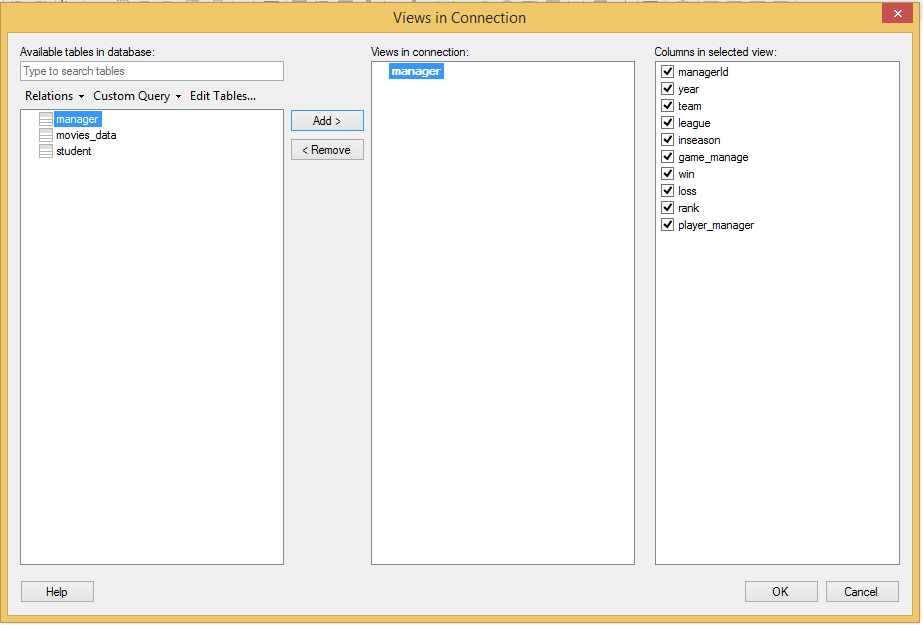 Views in Connection
Available tables in database:
Type to search tables
Relations Custom Query Edit Tables...
manager
movies_data
student
Add >
< Remove
Views in connection:
manager
Columns in selected view:
managerId
year
team
league
inseason
game_manage
win
loss
rank
player_manager
Help
OK
Cancel